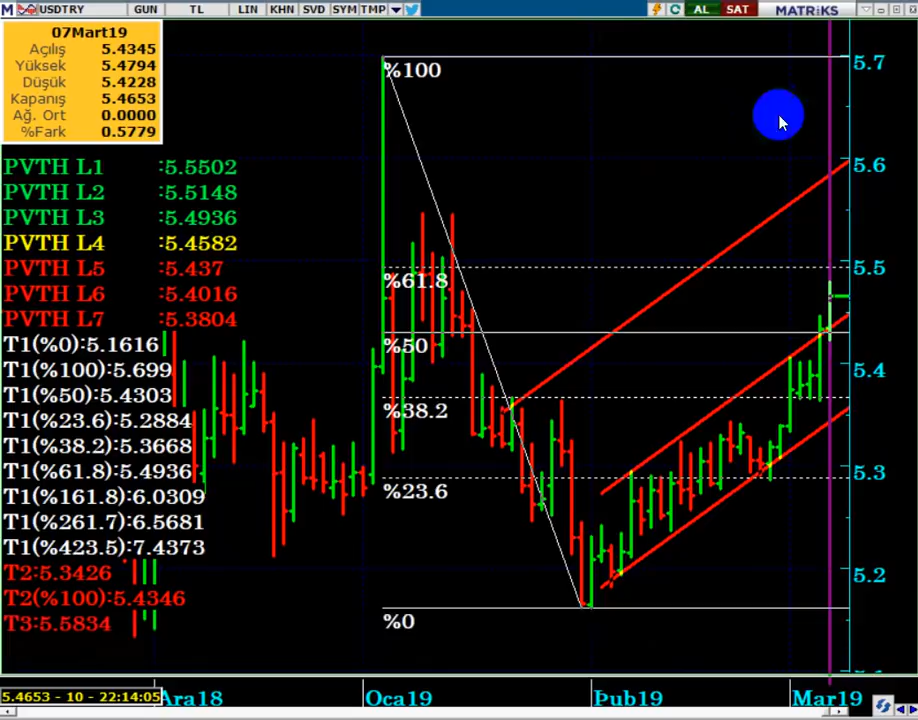 M USDTRY GUN TL LIN KHN SVD SYM TMP AL SAT MATRiKS
07Mart19
Açılış 5.4345
Yüksek 5.4794
Düşük 5.4228
Kapanış 5.4653
Ağ. Ort 0.0000
%Fark 0.5779
PVTH L1 :5.5502
PVTH L2 :5.5148
PVTH L3 :5.4936
PVTH L4 :5.4582
PVTH L5 :5.437
PVTH L6 :5.4016
PVTH L7 :5.3804
T1(%0):5.1616
T1(%100):5.699
T1(%50):5.4303
T1(%23.6):5.2884
T1(%38.2):5.3668
T1(%61.8):5.4936
T1(%161.8):6.0309
T1(%261.7):6.5681
T1(%423.5):7.4373
T2:5.3426
T2(%100):5.4346
T3:5.5834
%100
%61.8
%50
%38.2
%23.6
%0
5.7
5.6
5.5
5.4
5.3
5.2
5.4653 - 10 - 22:14:05
Ara18 Oca19 Þub19 Mar19